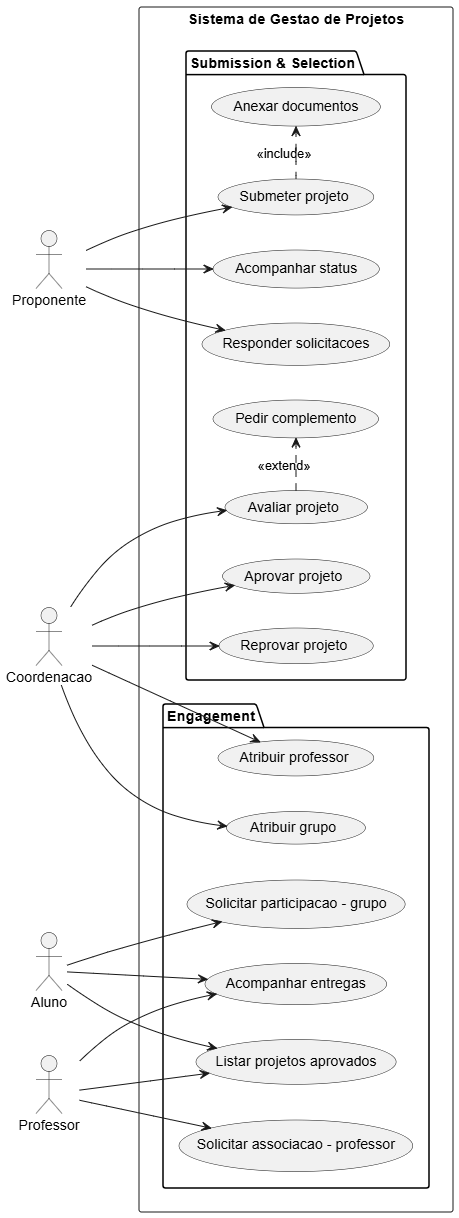 Sistema de Gestao de Projetos
Submission & Selection
Anexar documentos
«include»
Submeter projeto
Proponente
Acompanhar status
Responder solicitacoes
Pedir complemento
«extend»
Avaliar projeto
Aprovar projeto
Coordenacao
Reprovar projeto
Engagement
Atribuir professor
Atribuir grupo
Solicitar participacao - grupo
Aluno
Acompanhar entregas
Listar projetos aprovados
Professor
Solicitar associacao - professor